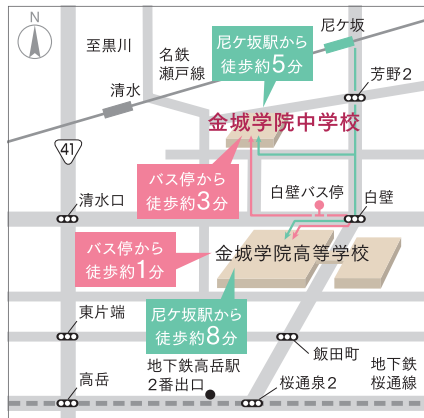 N
至黒川
名鉄
瀬戸線
清水
尼ケ坂駅から
徒歩約5分
尼ケ坂
芳野2
金城学院中学校
41
バス停から
徒歩約3分
白壁バス停
白壁
清水口
バス停から
徒歩約1分
金城学院高等学校
尼ケ坂駅から
徒歩約8分
東片端
飯田町
地下鉄高岳駅
2番出口
地下鉄
桜通線
高岳
桜通泉2